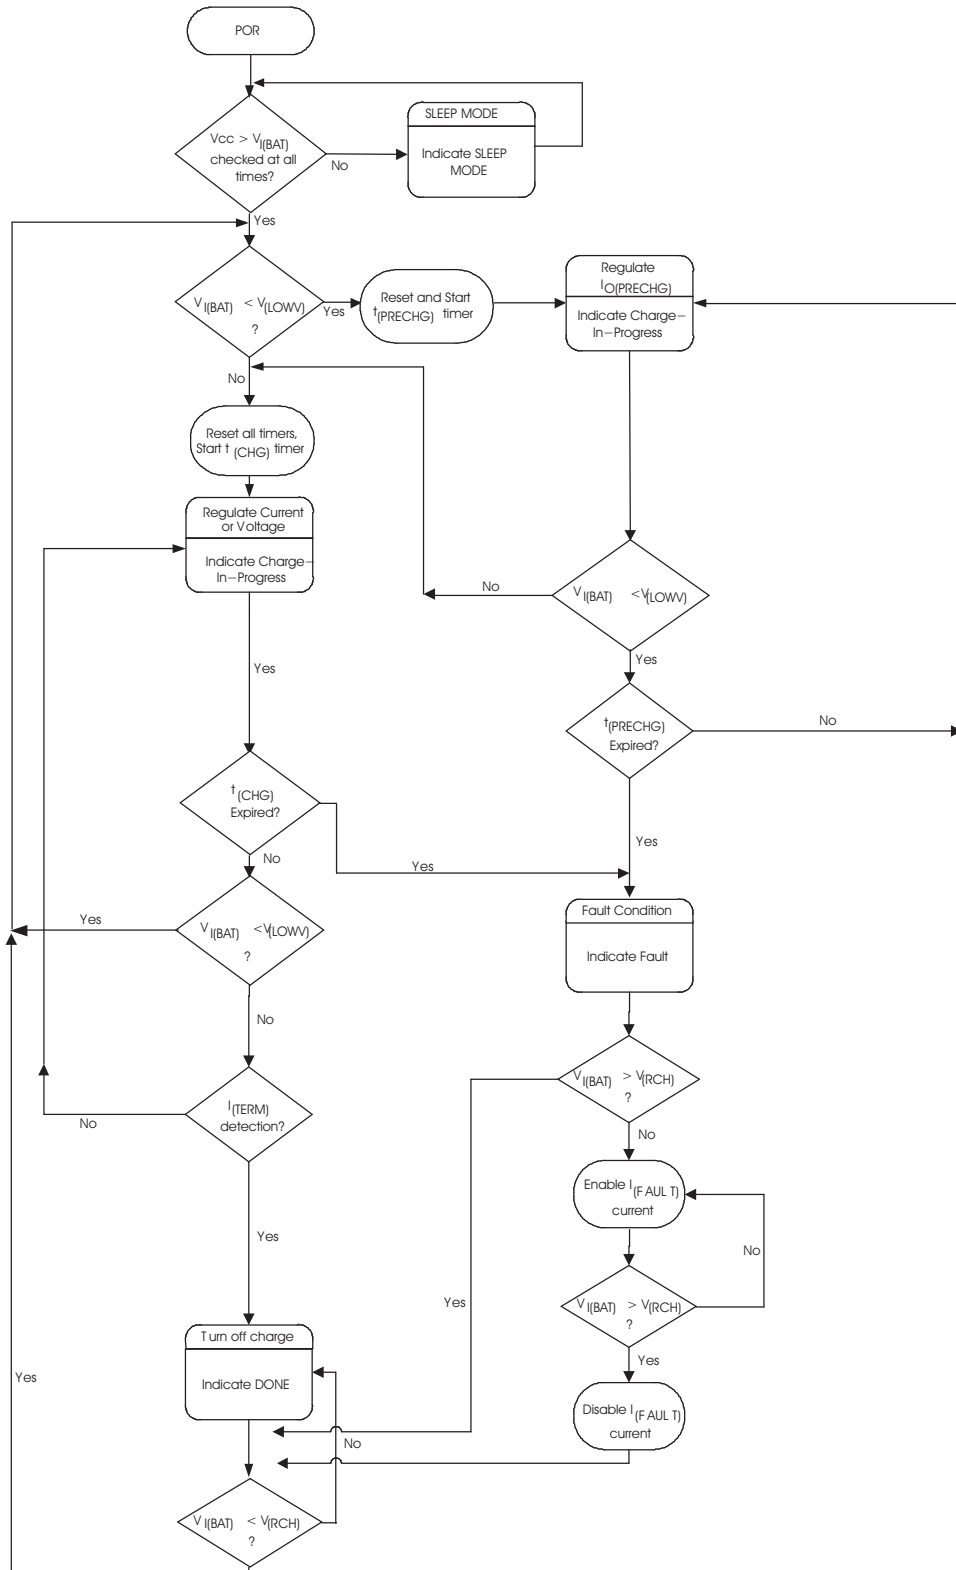 POR
Vcc > VI(BAT)
checked at all
times?
No
SLEEP MODE
Indicate SLEEP
MODE
Yes
VI(BAT) < V(LOWV)
?
Yes
Reset and Start
t(PRECHG) timer
Regulate
IO(PRECHG)
Indicate Charge–
In–Progress
No
Reset all timers,
Start t(CHG) timer
Regulate Current
or Voltage
Indicate Charge–
In–Progress
No
VI(BAT) <V(LOWV)
Yes
Yes
t(PRECHG)
Expired?
No
t(CHG)
Expired?
Yes
No
Yes
VI(BAT) <V(LOWV)
?
Yes
Fault Condition
Indicate Fault
No
VI(BAT) > V(RCH)
?
I(TERM)
detection?
No
No
Enable I(F AUL T)
current
Yes
No
VI(BAT) > V(RCH)
?
Yes
Yes
Turn off charge
Indicate DONE
Yes
Disable I(F AUL T)
current
No
VI(BAT) < V(RCH)
?